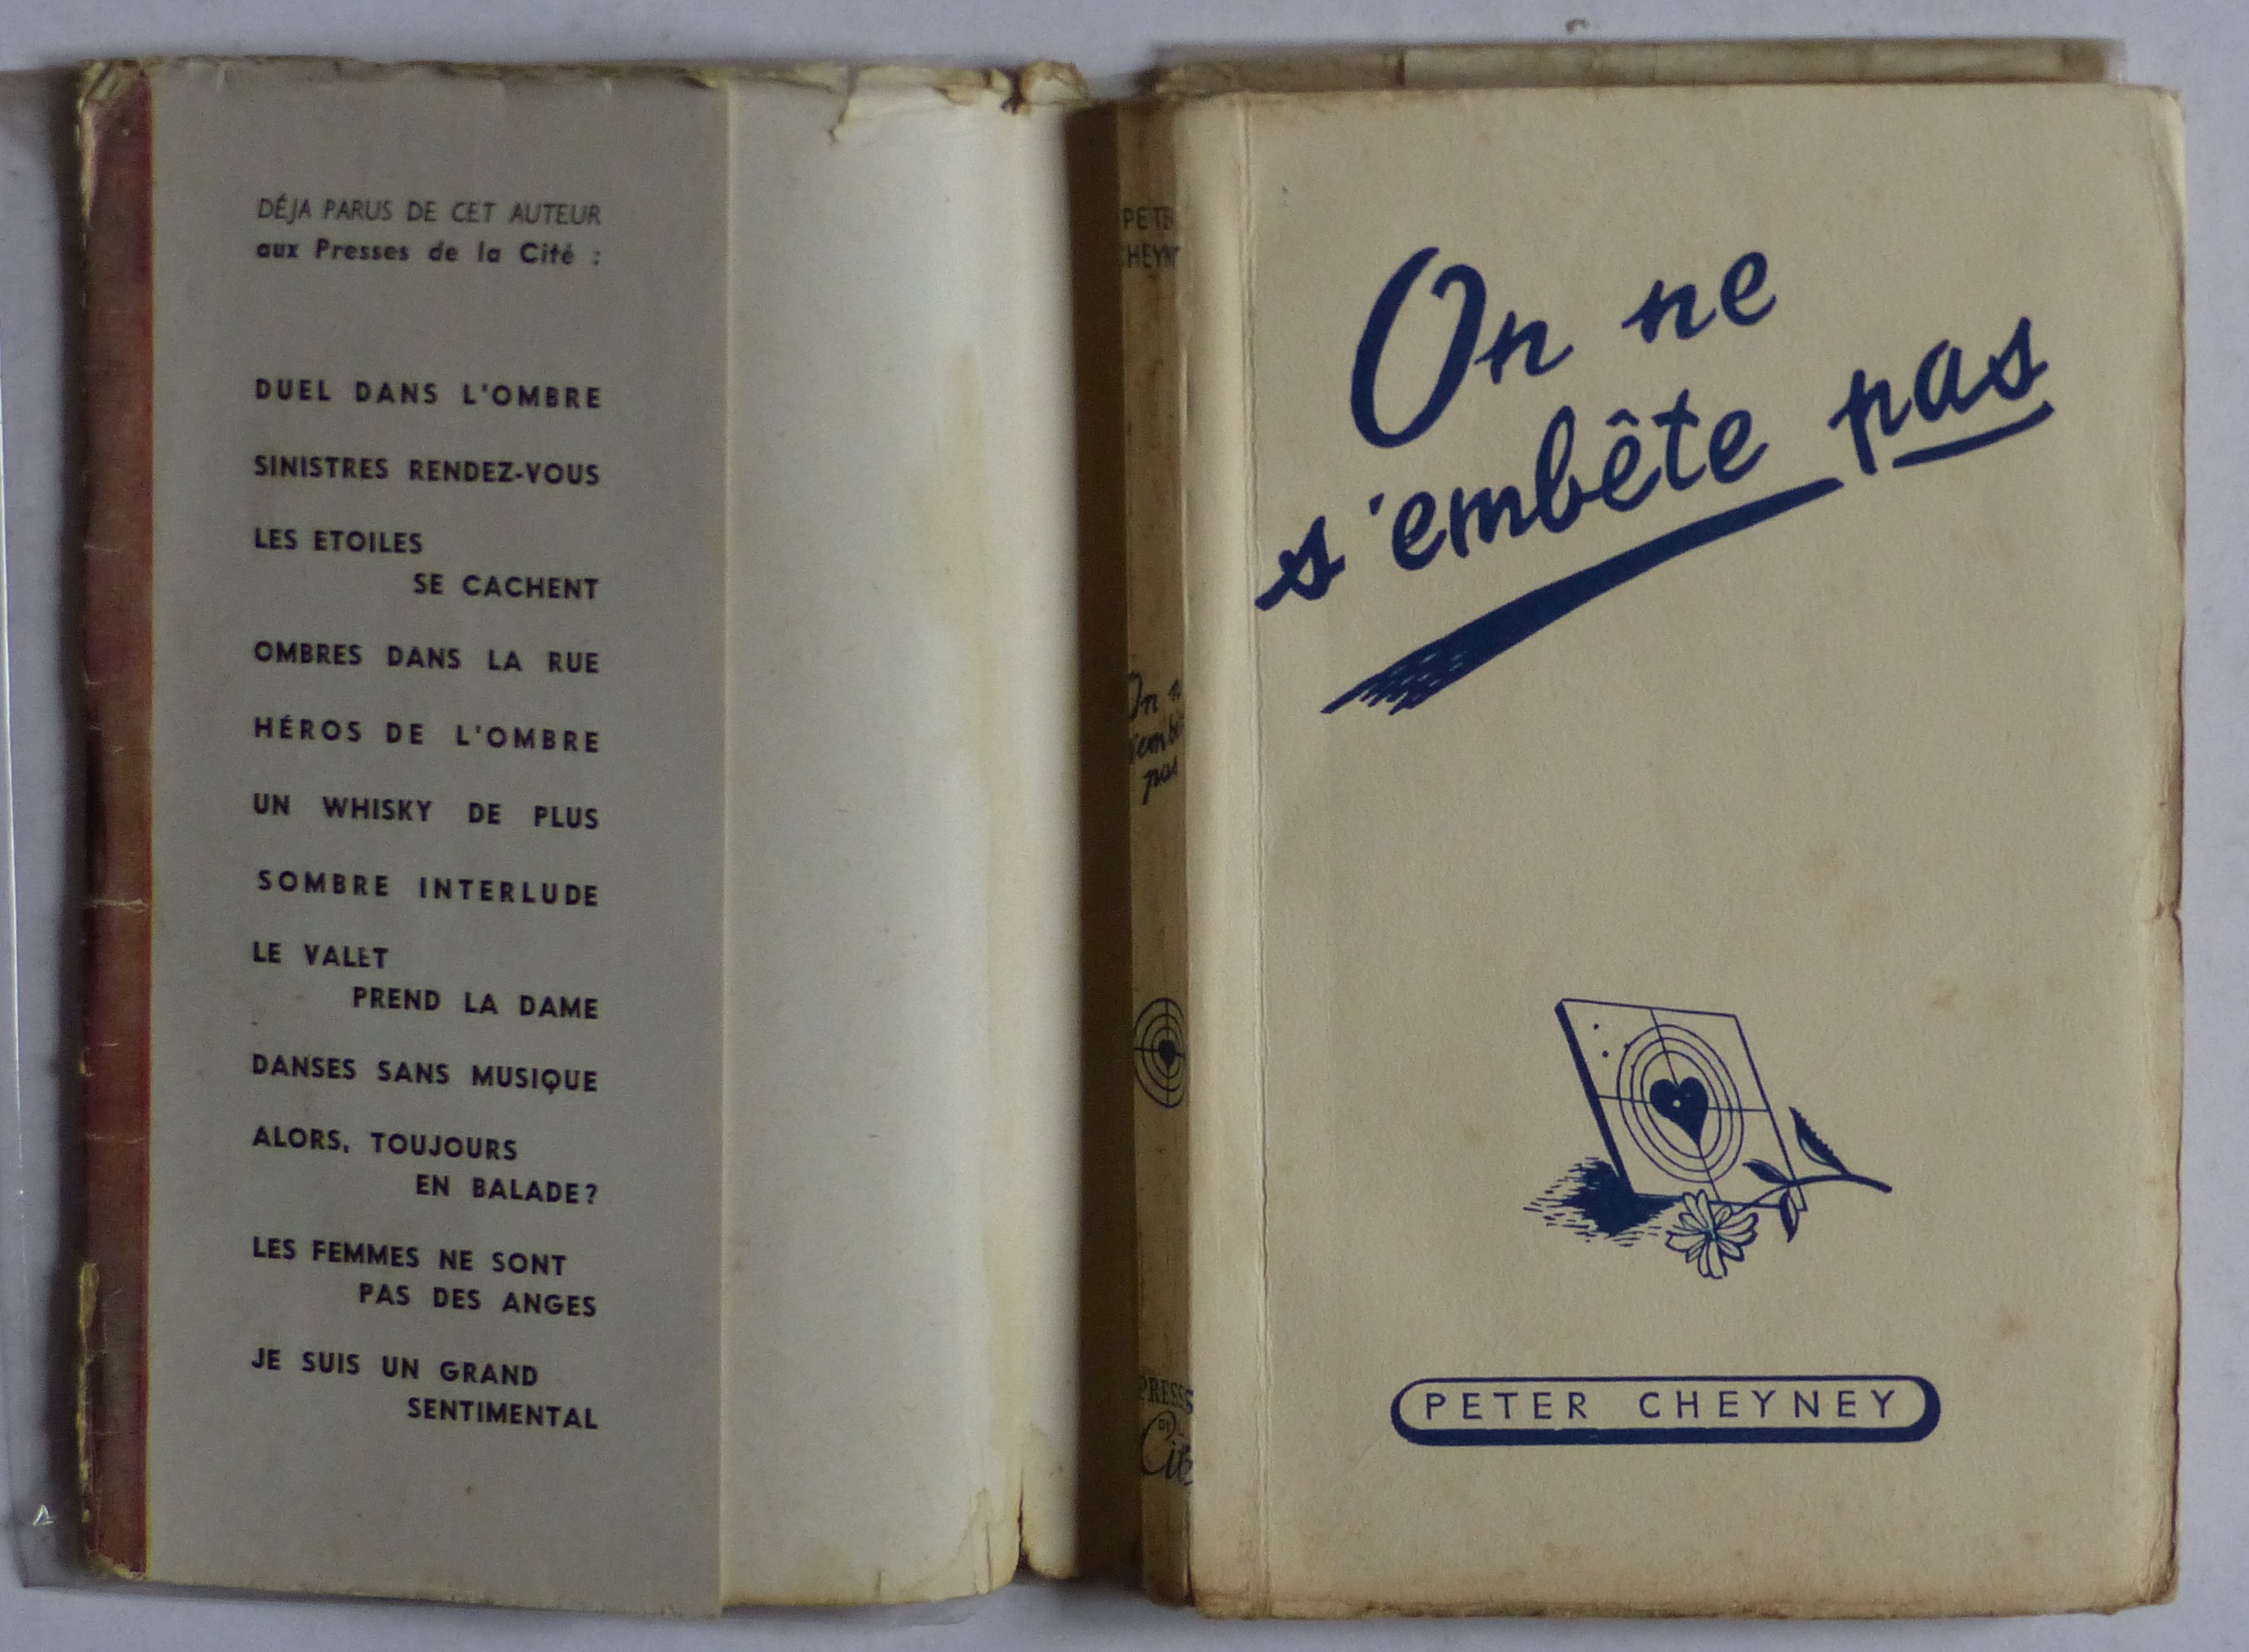 DÉJA PARUS DE CET AUTEUR
aux Presses de la Cité :
DUEL DANS L'OMBRE
SINISTRES RENDEZ-VOUS
LES ETOILES
SE CACHENT
OMBRES DANS LA RUE
HÉROS DE L'OMBRE
UN WHISKY DE PLUS
SOMBRE INTERLUDE
LE VALET
PREND LA DAME
DANSES SANS MUSIQUE
ALORS, TOUJOURS
EN BALADE?
LES FEMMES NE SONT
PAS DES ANGES
JE SUIS UN GRAND
SENTIMENTAL
On ne
s'embête pas
PETER CHEYNEY
pas